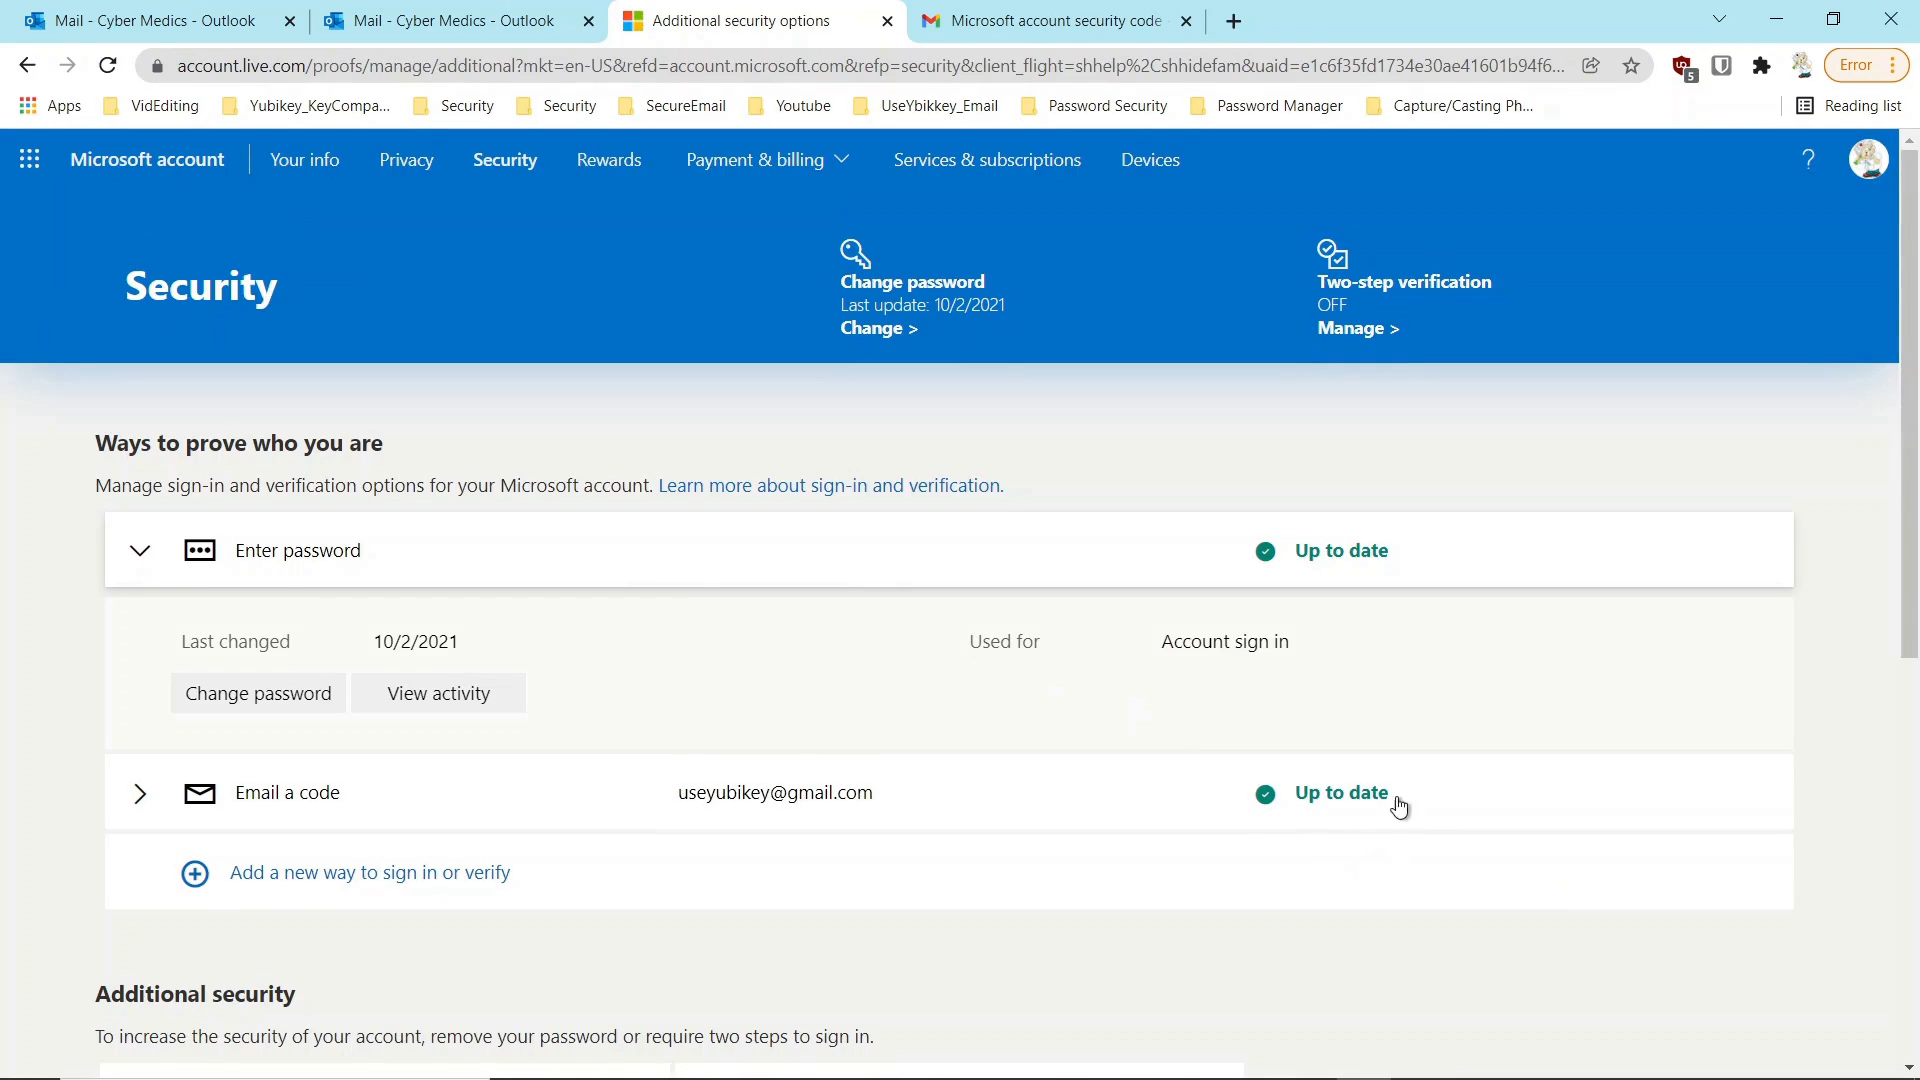 Mail - Cyber Medics - Outlook
Mail - Cyber Medics - Outlook
Additional security options
Microsoft account security code -
account.live.com/proofs/manage/additional?mkt=en-US&refd=account.microsoft.com&refp=security&client_flight=shhelp%2Cshhidefam&uaid=e1c6f35fd1734e30ae41601b94f6...
5
Error
Apps
VidEditing
Yubikey_KeyCompa...
Security
Security
SecureEmail
Youtube
UseYbikkey_Email
Password Security
Password Manager
Capture/Casting Ph...
Reading list
Microsoft account
Your info
Privacy
Security
Rewards
Payment & billing
Services & subscriptions
Devices
?
Security
Change password
Last update: 10/2/2021
Change >
Two-step verification
OFF
Manage >
Ways to prove who you are
Manage sign-in and verification options for your Microsoft account. Learn more about sign-in and verification.
Enter password
Up to date
Last changed
10/2/2021
Used for
Account sign in
Change password
View activity
Email a code
useyubikey@gmail.com
Up to date
Add a new way to sign in or verify
Additional security
To increase the security of your account, remove your password or require two steps to sign in.